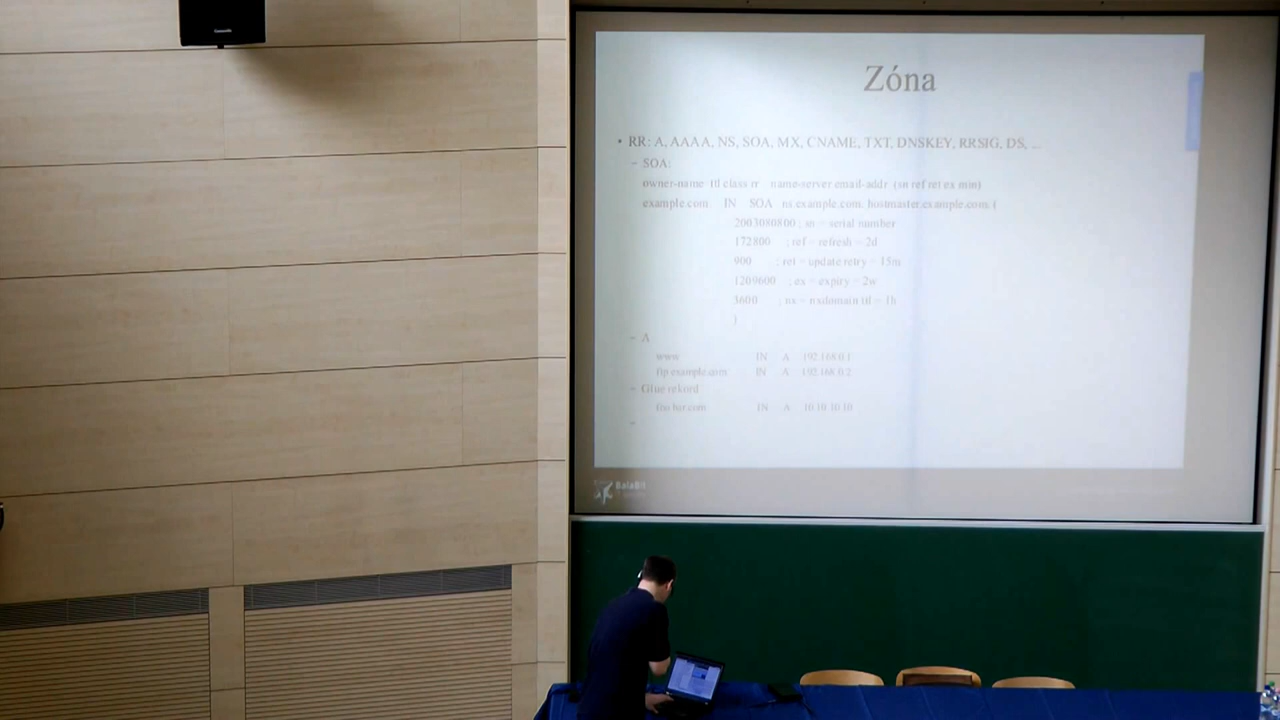 Zóna
• RR: A, AAAA, NS, SOA, MX, CNAME, TXT, DNSKEY, RRSIG, DS, ...
– SOA:
owner-name ttl class rr name-server email-addr (sn ref ret ex min)
example.com. IN SOA ns.example.com. hostmaster.example.com. (
2003080800 ; sn = serial number
172800 ; ref = refresh = 2d
900 ; ret = update retry = 15m
1209600 ; ex = expiry = 2w
3600 ; nx = nxdomain ttl = 1h
)
– A
www IN A 192.168.0.1
ftp.example.com. IN A 192.168.0.2
– Glue rekord
foo.bar.com. IN A 10.10.10.10
BalaBit